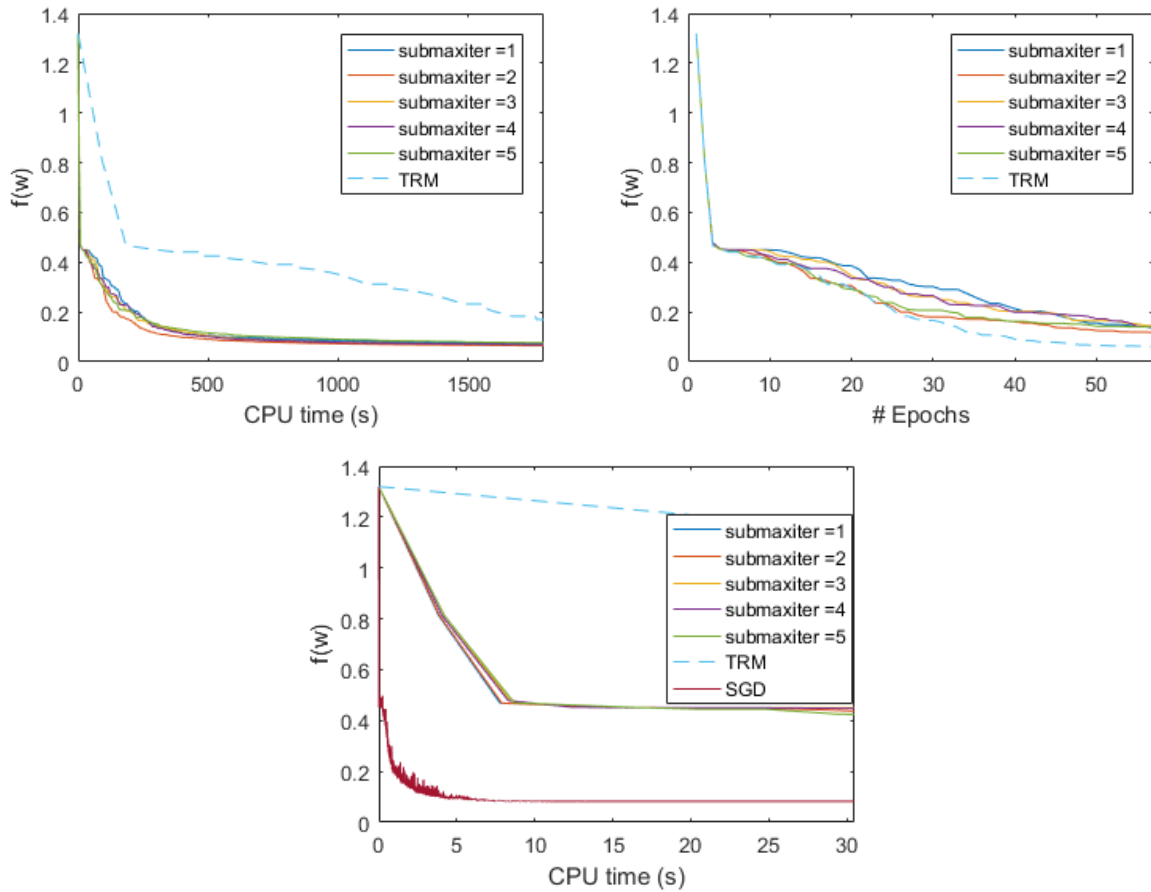 1.4
1.2
1
0.8
0.6
0.4
0.2
0
f(w)
0
500
1000
1500
CPU time (s)
submaxiter =1
submaxiter =2
submaxiter =3
submaxiter =4
submaxiter =5
TRM
1.4
1.2
1
0.8
0.6
0.4
0.2
0
f(w)
0
10
20
30
40
50
# Epochs
submaxiter =1
submaxiter =2
submaxiter =3
submaxiter =4
submaxiter =5
TRM
1.4
1.2
1
0.8
0.6
0.4
0.2
0
f(w)
0
5
10
15
20
25
30
CPU time (s)
submaxiter =1
submaxiter =2
submaxiter =3
submaxiter =4
submaxiter =5
TRM
SGD